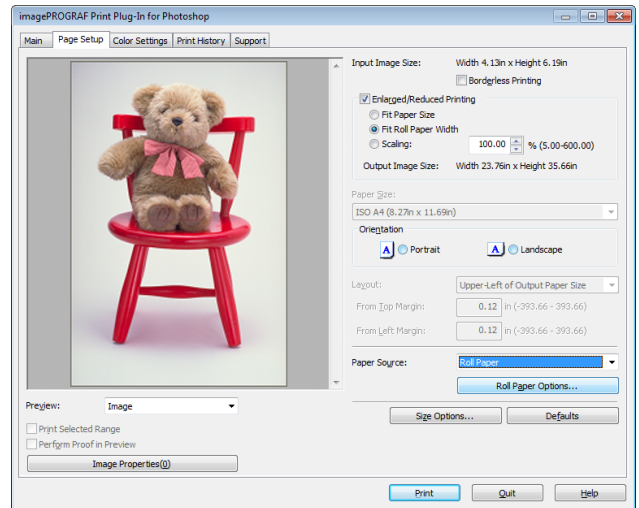 imagePROGRAF Print Plug-In for Photoshop
Main Page Setup Color Settings Print History Support
Input Image Size: Width 4.13in x Height 6.19in
Borderless Printing
Enlarged/Reduced Printing
Fit Paper Size
Fit Roll Paper Width
Scaling: 100.00 % (5.00-600.00)
Output Image Size: Width 23.76in x Height 35.66in
Paper Size:
ISO A4 (8.27in x 11.69in)
Orientation
A Portrait A Landscape
Layout: Upper-Left of Output Paper Size
From Top Margin: 0.12 in (-393.66 - 393.66)
From Left Margin: 0.12 in (-393.66 - 393.66)
Paper Source: Roll Paper
Roll Paper Options...
Preview: Image
Size Options... Defaults
Print Selected Range
Perform Proof in Preview
Image Properties(0)
Print Quit Help